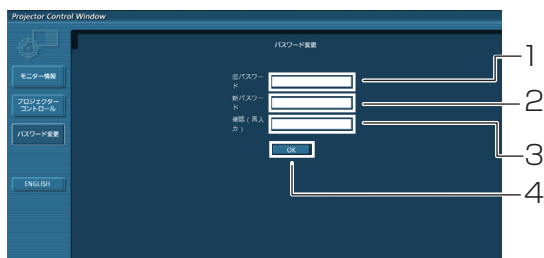 Projector Control Window
パスワード変更
モニター情報
プロジェクター
コントロール
パスワード変更
ENGLISH
旧パスワー
ド
新パスワー
ド
確認(再入
力)
OK
1
2
3
4